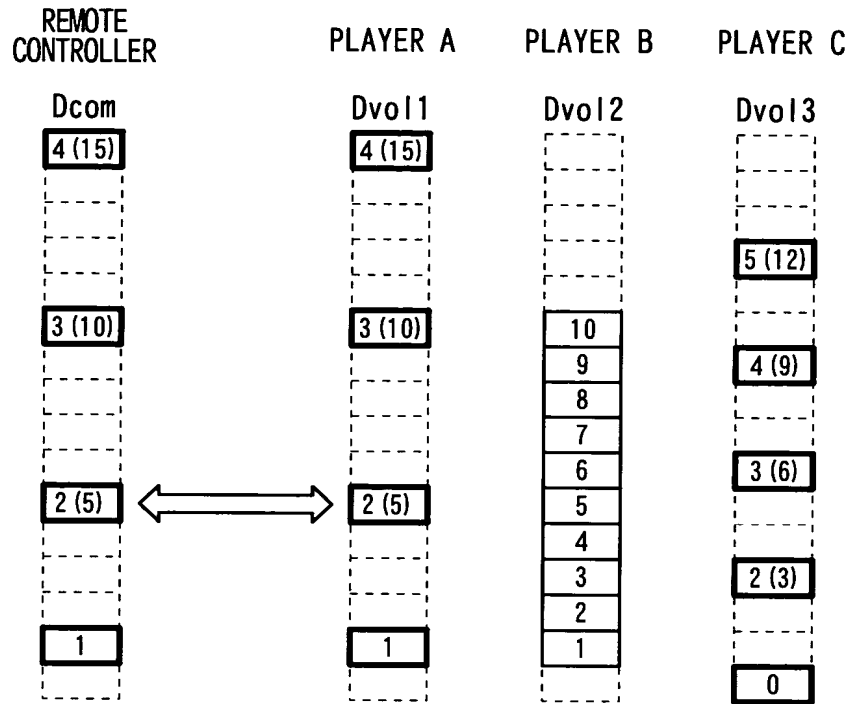 REMOTE CONTROLLER
PLAYER A
PLAYER B
PLAYER C
Dcom
Dvol1
Dvol2
Dvol3
4 (15)
4 (15)
5 (12)
3 (10)
3 (10)
10
9
4 (9)
8
7
6
3 (6)
2 (5)
2 (5)
5
4
3
2 (3)
2
1
1
1
0